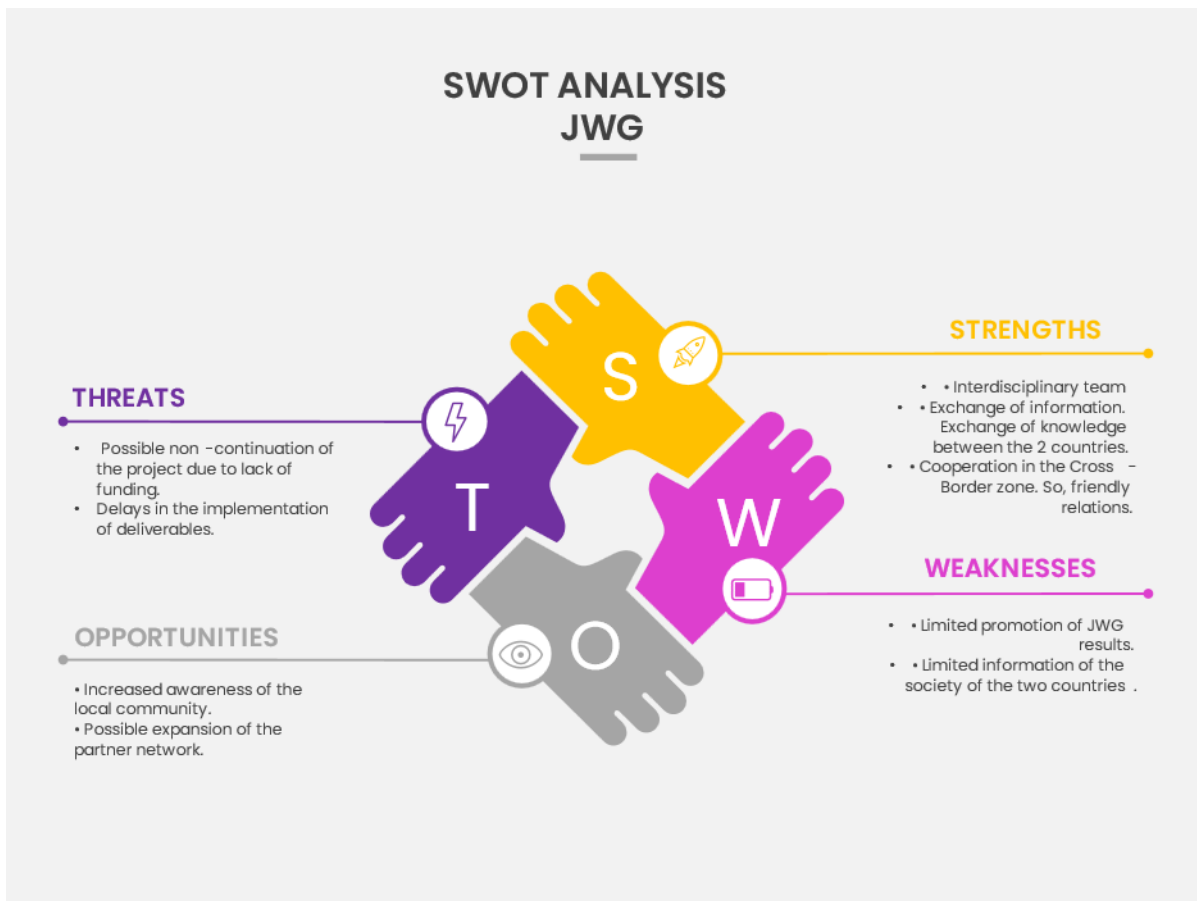 SWOT ANALYSIS
JWG
STRENGTHS
• • Interdisciplinary team
• • Exchange of information.
Exchange of knowledge
between the 2 countries.
• • Cooperation in the Cross -
Border zone. So, friendly
relations.
THREATS
• Possible non -continuation of
the project due to lack of
funding.
• Delays in the implementation
of deliverables.
S
T
W
O
WEAKNESSES
• • Limited promotion of JWG
results.
• • Limited information of the
society of the two countries .
OPPORTUNITIES
• Increased awareness of the
local community.
• Possible expansion of the
partner network.